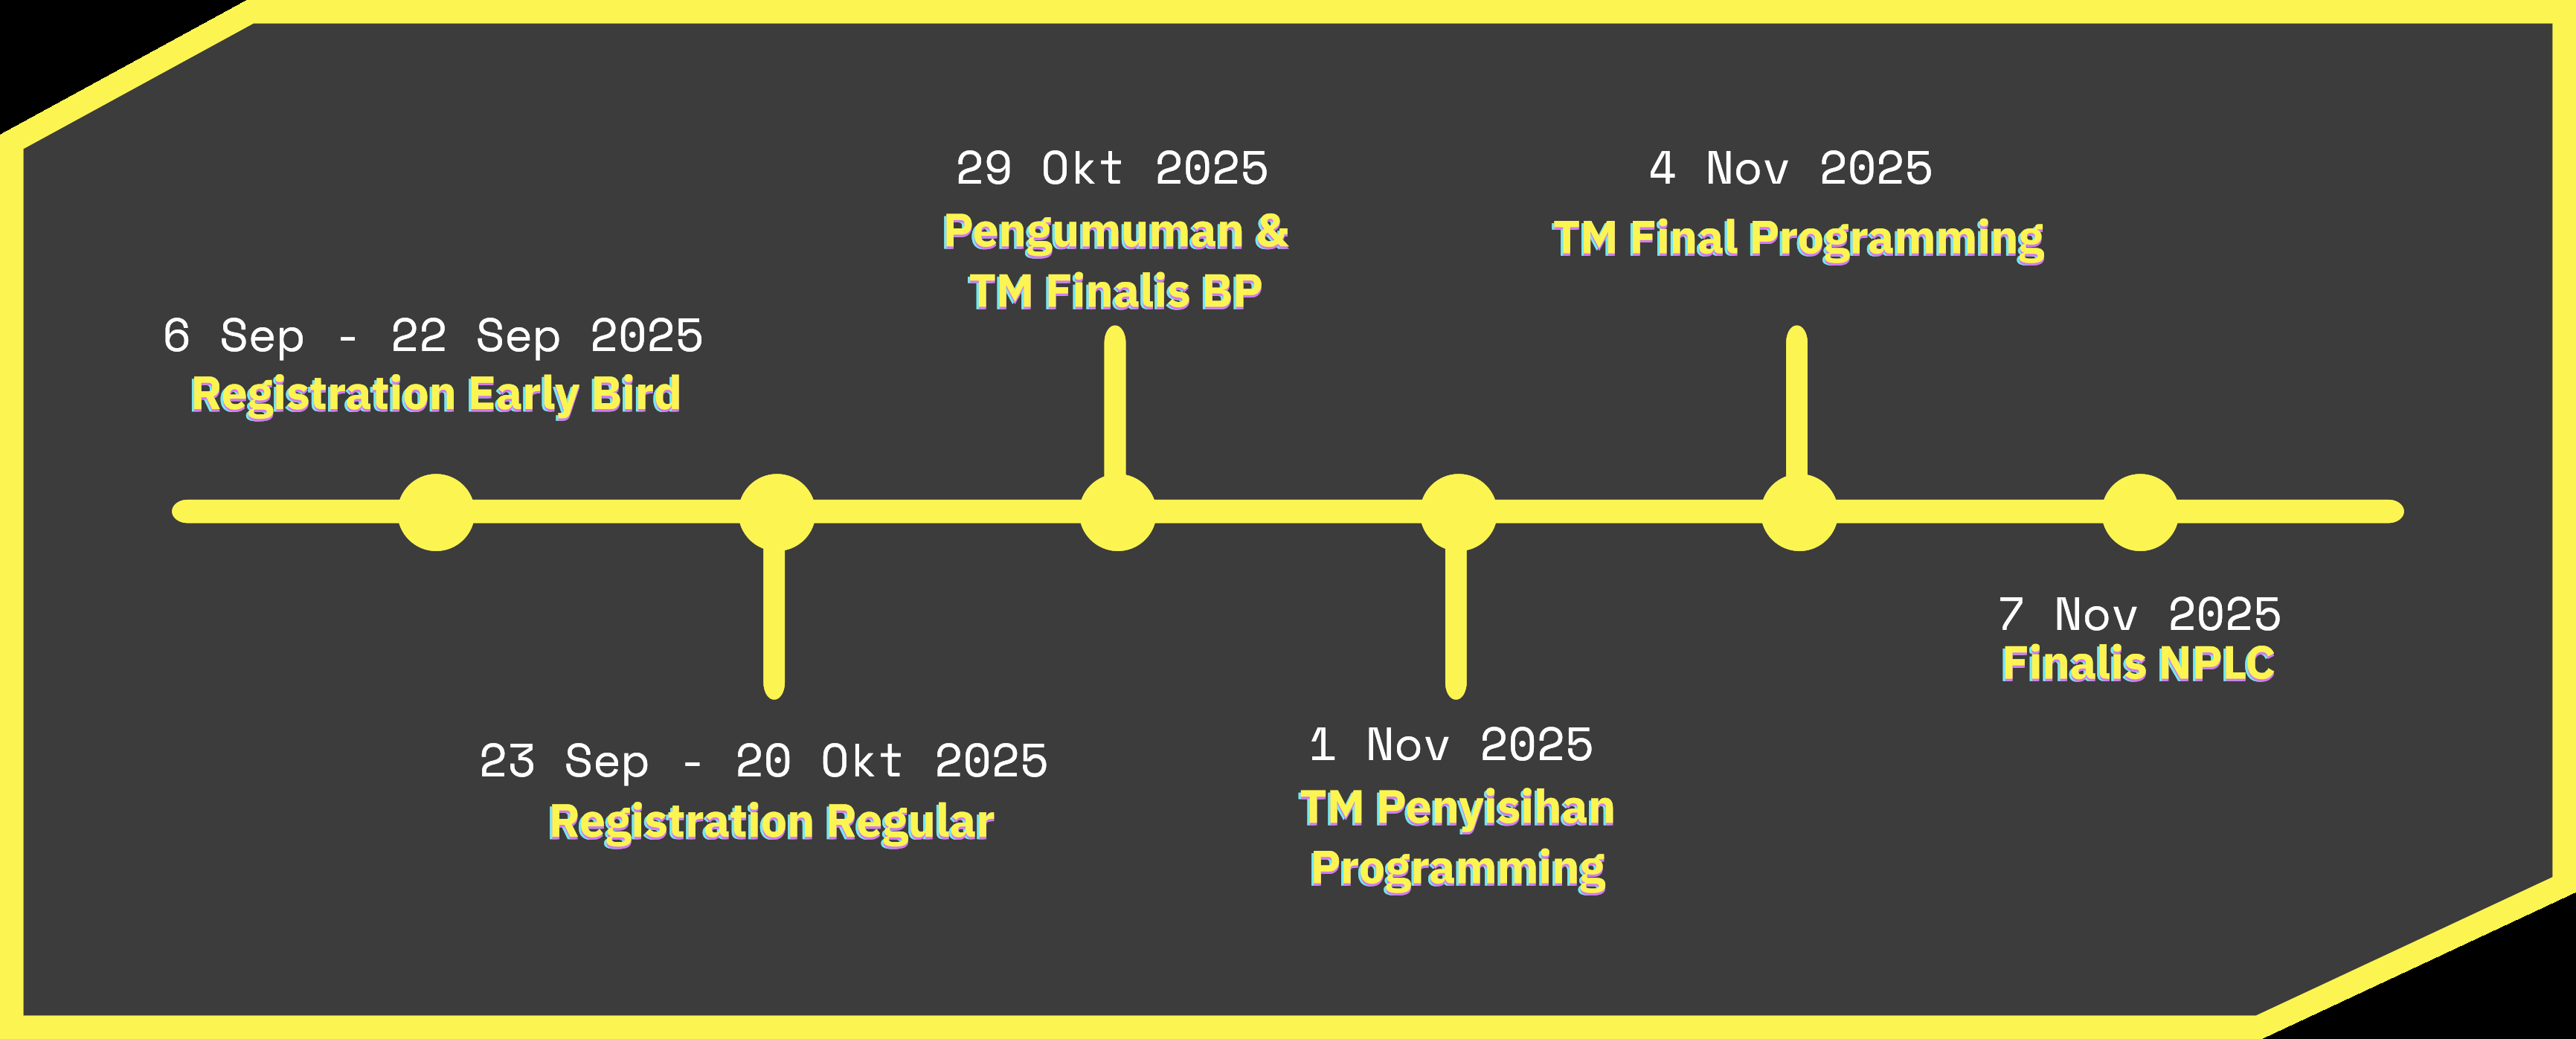 6 Sep - 22 Sep 2025
Registration Early Bird
23 Sep - 20 Okt 2025
Registration Regular
29 Okt 2025
Pengumuman &
TM Finalis BP
1 Nov 2025
TM Penyisihan
Programming
4 Nov 2025
TM Final Programming
7 Nov 2025
Finalis NPLC